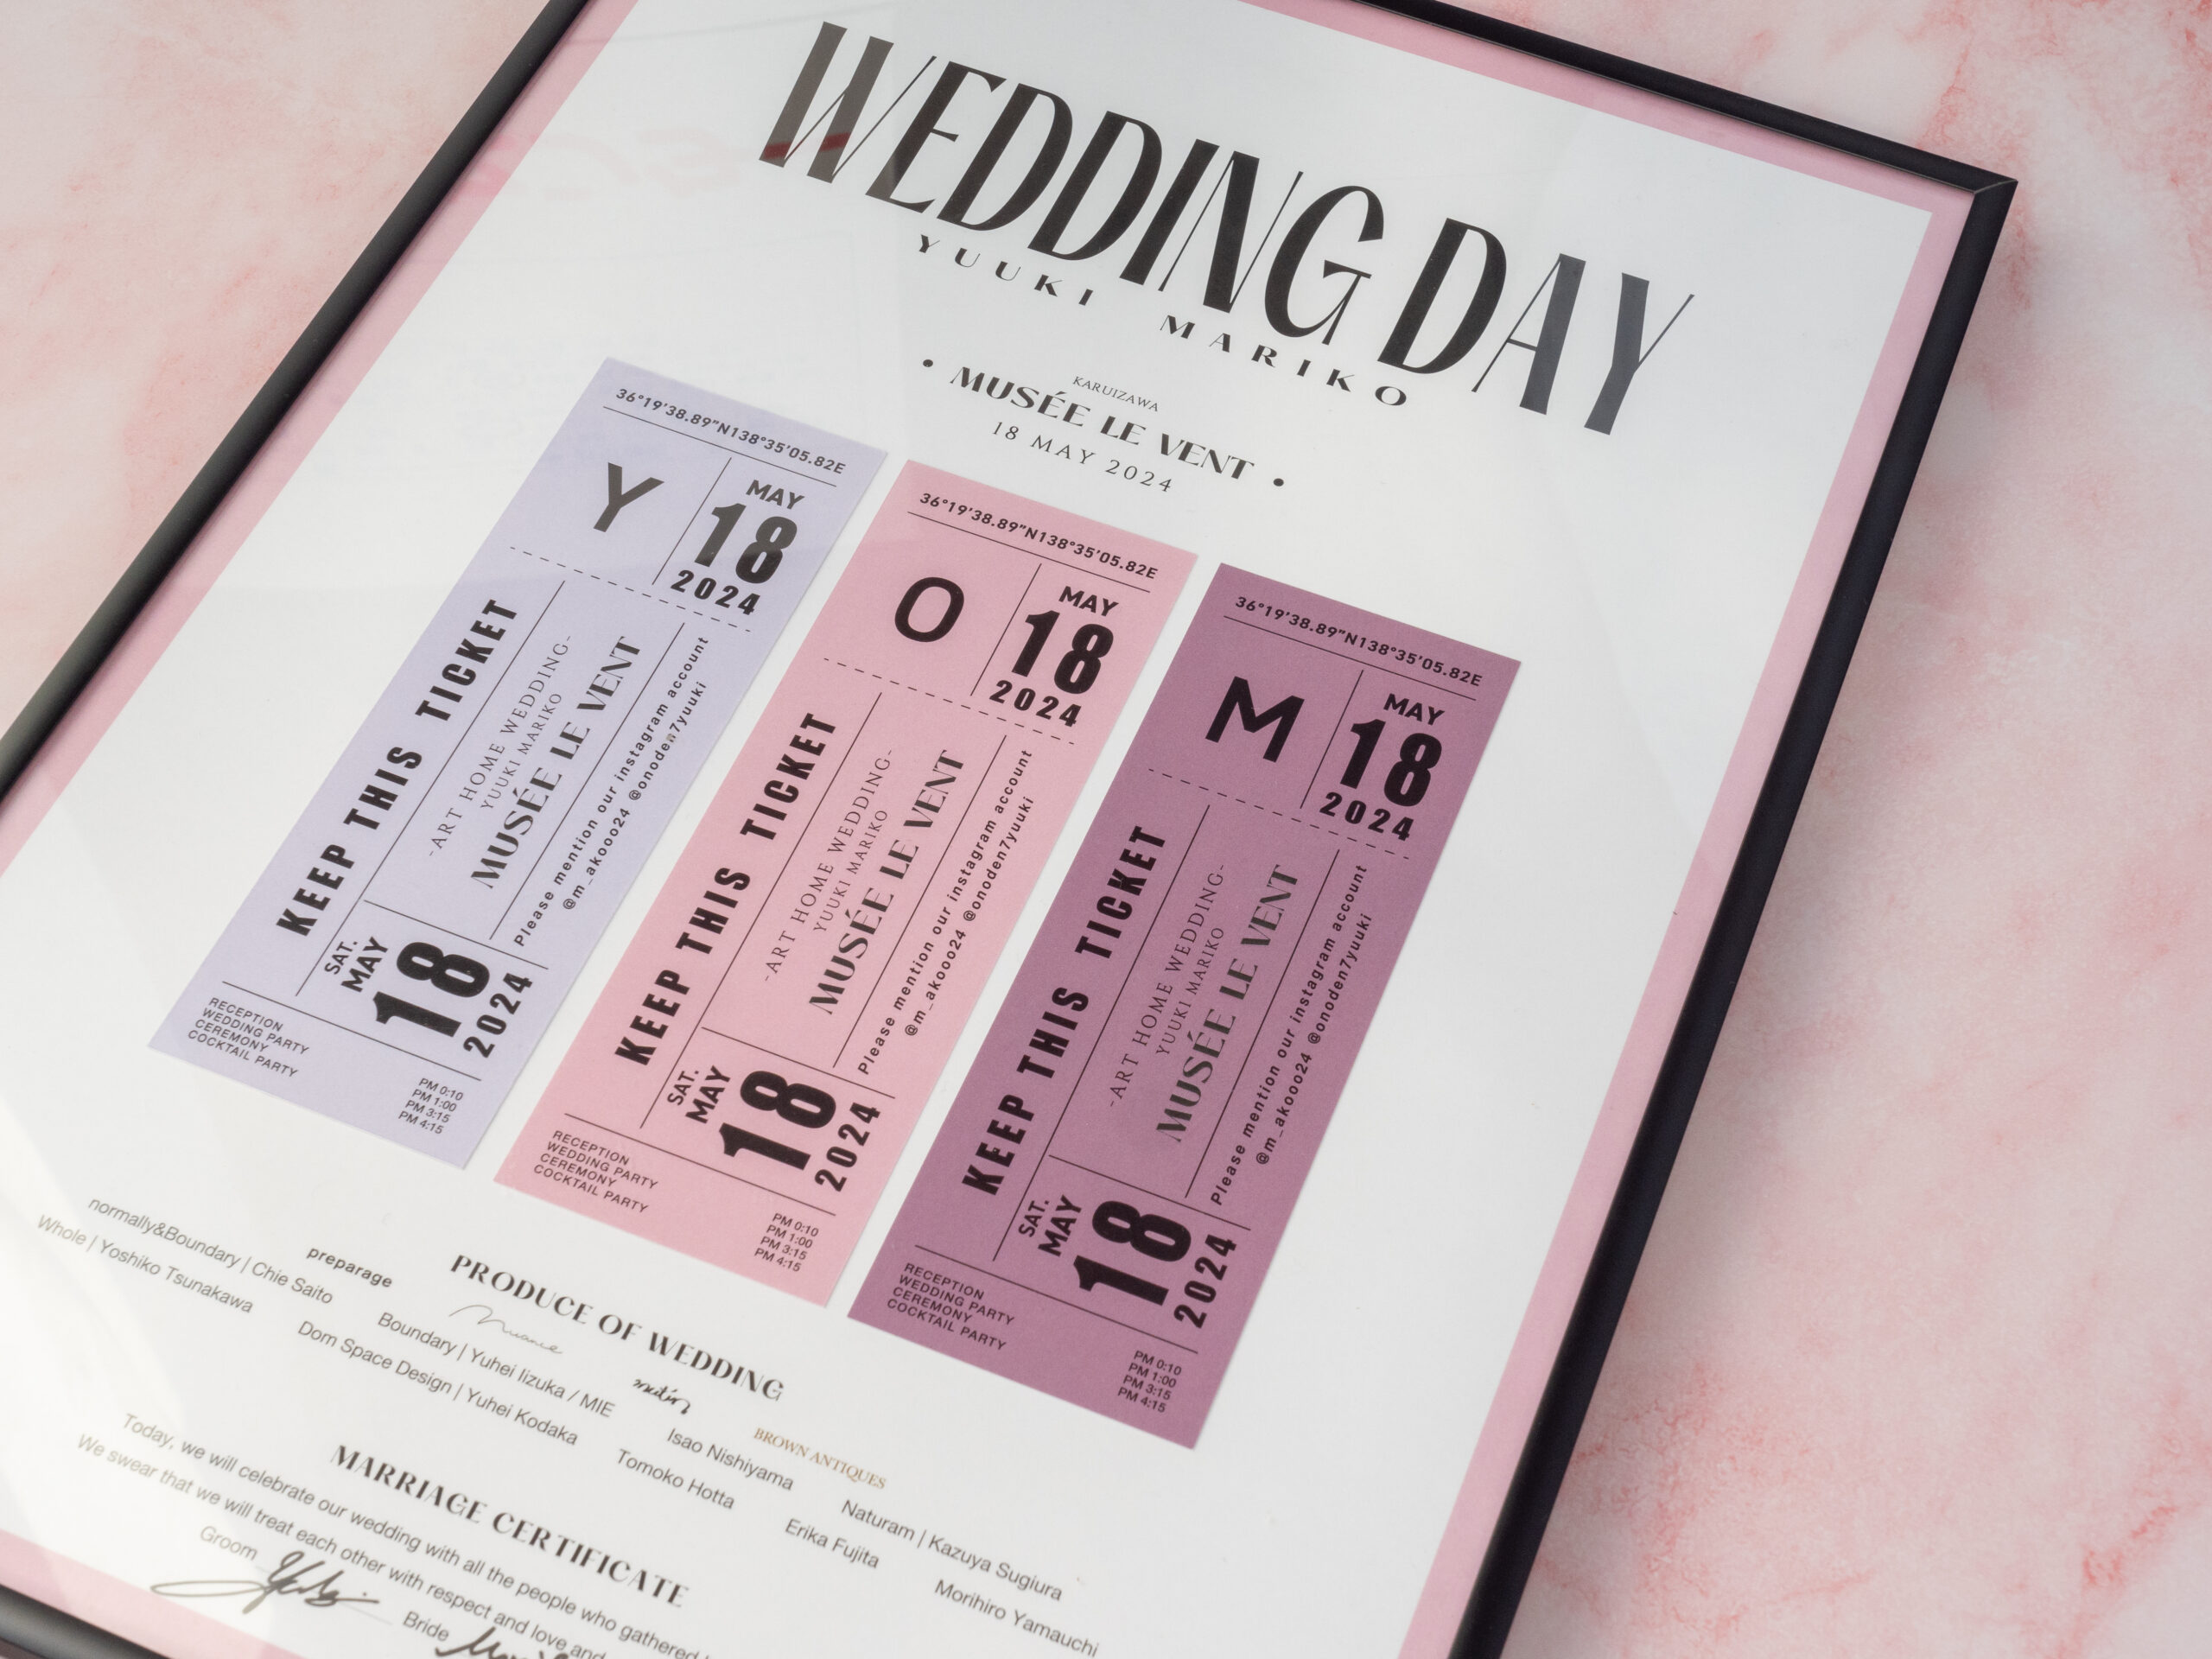 WEDDING DAY
YUUKI MARIKO
KARUIZAWA
• MUSÉE LE VENT •
18 MAY 2024
36°19'38.89"N138°35'05.82E
Y
MAY
18
2024
KEEP THIS TICKET
-ART HOME WEDDING-
YUUKI MARIKO
MUSÉE LE VENT
Please mention our instagram account
@m_akooo24 @onoden7yuuki
SAT.
MAY
18
2024
RECEPTION PM 0:10
WEDDING PARTY PM 1:00
CEREMONY PM 3:15
COCKTAIL PARTY PM 4:15
36°19'38.89"N138°35'05.82E
O
MAY
18
2024
KEEP THIS TICKET
-ART HOME WEDDING-
YUUKI MARIKO
MUSÉE LE VENT
Please mention our instagram account
@m_akooo24 @onoden7yuuki
SAT.
MAY
18
2024
RECEPTION PM 0:10
WEDDING PARTY PM 1:00
CEREMONY PM 3:15
COCKTAIL PARTY PM 4:15
36°19'38.89"N138°35'05.82E
M
MAY
18
2024
KEEP THIS TICKET
-ART HOME WEDDING-
YUUKI MARIKO
MUSÉE LE VENT
Please mention our instagram account
@m_akooo24 @onoden7yuuki
SAT.
MAY
18
2024
RECEPTION PM 0:10
WEDDING PARTY PM 1:00
CEREMONY PM 3:15
COCKTAIL PARTY PM 4:15
PRODUCE OF WEDDING
preparage Nuance BROWN ANTIQUES
normally&Boundary | Chie Saito Boundary | Yuhei Iizuka / MIE Isao Nishiyama Naturam | Kazuya Sugiura
Whole | Yoshiko Tsunakawa Dom Space Design | Yuhei Kodaka Tomoko Hotta Erika Fujita Morihiro Yamauchi
MARRIAGE CERTIFICATE
Today, we will celebrate our wedding with all the people who gathered
We swear that we will treat each other with respect and love and
Groom Bride